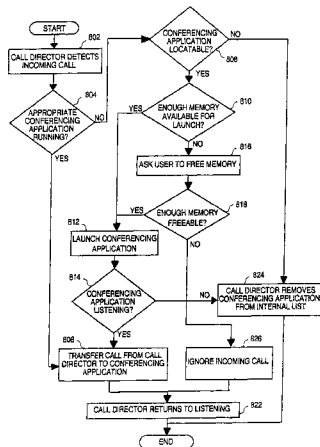 START
802
CALL DIRECTOR DETECTS
INCOMING CALL
804
APPROPRIATE
CONFERENCING
APPLICATION
RUNNING?
NO
YES
CONFERENCING
APPLICATION
LOCATABLE?
806
NO
YES
810
ENOUGH MEMORY
AVAILABLE FOR
LAUNCH?
YES
NO
816
ASK USER TO FREE MEMORY
818
ENOUGH MEMORY
FREEABLE?
YES
NO
812
LAUNCH CONFERENCING
APPLICATION
814
CONFERENCING
APPLICATION
LISTENING?
NO
YES
824
CALL DIRECTOR REMOVES
CONFERENCING APPLICATION
FROM INTERNAL LIST
808
TRANSFER CALL FROM CALL
DIRECTOR TO CONFERENCING
APPLICATION
826
IGNORE INCOMING CALL
CALL DIRECTOR RETURNS TO LISTENING
822
END